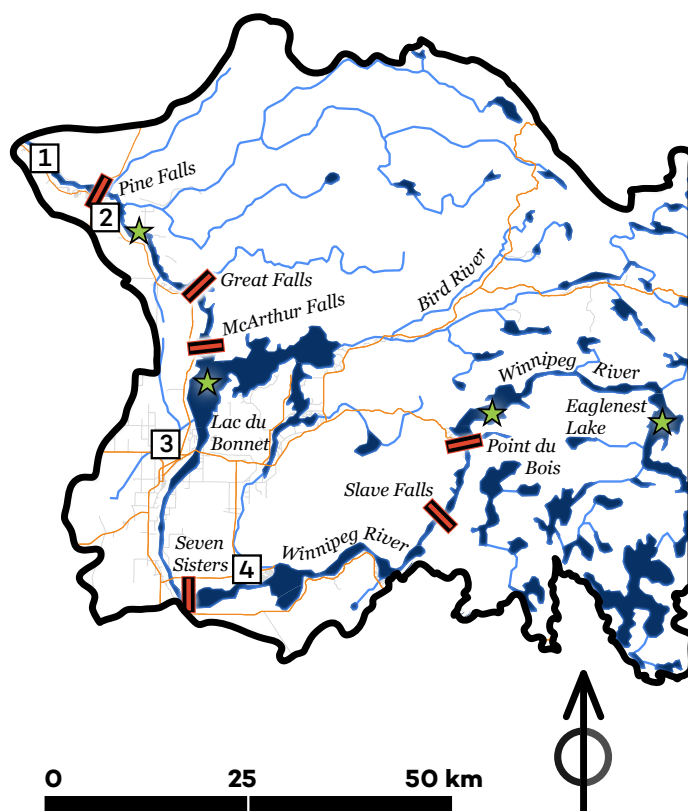 1
Pine Falls
2
Great Falls
McArthur Falls
Bird River
Winnipeg River
Eaglenest
Lake
Lac du
Bonnet
3
Point du
Bois
Slave Falls
Seven
Sisters
Winnipeg River
4
0 25 50 km